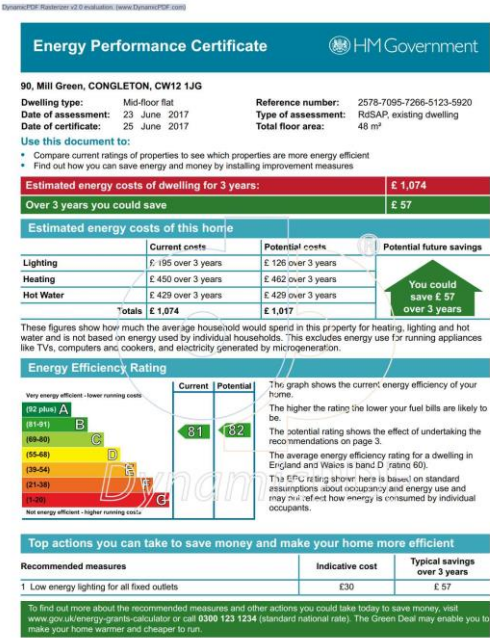 DynamicPDF Rasterizer v2.0 evaluation. (www.DynamicPDF.com)
Energy Performance Certificate
HM Government
90, Mill Green, CONGLETON, CW12 1JG
Dwelling type: Mid-floor flat Reference number: 2578-7095-7266-5123-5920
Date of assessment: 23 June 2017 Type of assessment: RdSAP, existing dwelling
Date of certificate: 25 June 2017 Total floor area: 48 m²
Use this document to:
• Compare current ratings of properties to see which properties are more energy efficient
• Find out how you can save energy and money by installing improvement measures
Estimated energy costs of dwelling for 3 years: £ 1,074
Over 3 years you could save £ 57
Estimated energy costs of this home
Current costs Potential costs Potential future savings
Lighting £ 195 over 3 years £ 126 over 3 years
Heating £ 450 over 3 years £ 462 over 3 years
Hot Water £ 429 over 3 years £ 429 over 3 years
Totals £ 1,074 £ 1,017
You could
save £ 57
over 3 years
These figures show how much the average household would spend in this property for heating, lighting and hot
water and is not based on energy used by individual households. This excludes energy use for running appliances
like TVs, computers and cookers, and electricity generated by microgeneration.
Energy Efficiency Rating
Current Potential
Very energy efficient - lower running costs
(92 plus) A
(81-91) B
(69-80) C
(55-68) D
(39-54) E
(21-38) F
(1-20) G
Not energy efficient - higher running costs
81 82
The graph shows the current energy efficiency of your
home.
The higher the rating the lower your fuel bills are likely to
be.
The potential rating shows the effect of undertaking the
recommendations on page 3.
The average energy efficiency rating for a dwelling in
England and Wales is band D (rating 60).
The EPC rating shown here is based on standard
assumptions about occupancy and energy use and
may not reflect how energy is consumed by individual
occupants.
Top actions you can take to save money and make your home more efficient
Recommended measures Indicative cost Typical savings
over 3 years
1 Low energy lighting for all fixed outlets £30 £ 57
To find out more about the recommended measures and other actions you could take today to save money, visit
www.gov.uk/energy-grants-calculator or call 0300 123 1234 (standard national rate). The Green Deal may enable you to
make your home warmer and cheaper to run.